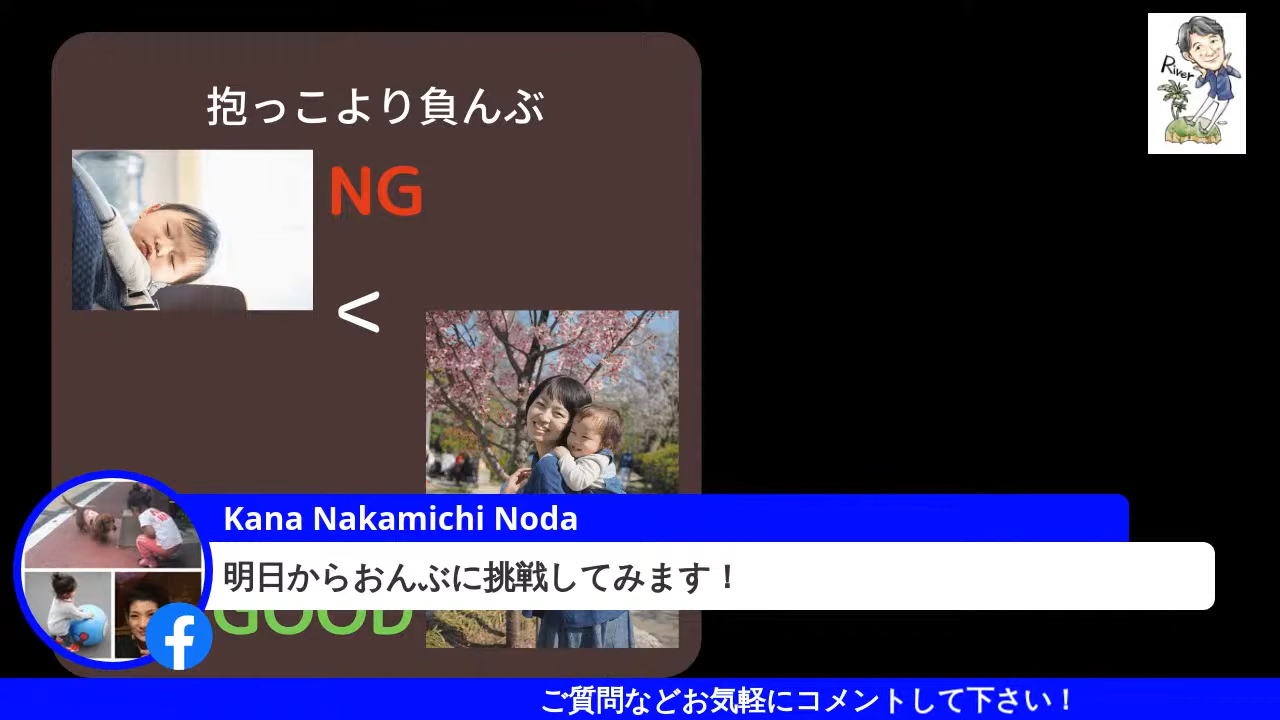 抱っこより負んぶ
River
NG
<
GOOD
Kana Nakamichi Noda
明日からおんぶに挑戦してみます！
ご質問などお気軽にコメントして下さい！